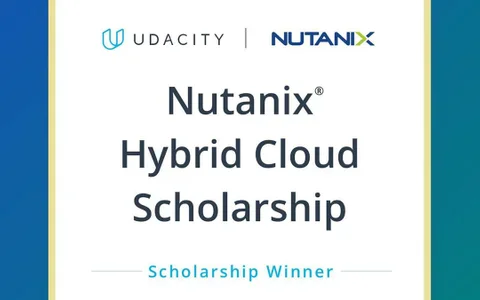 UDACITY | NUTANIX
Nutanix®
Hybrid Cloud
Scholarship
Scholarship Winner